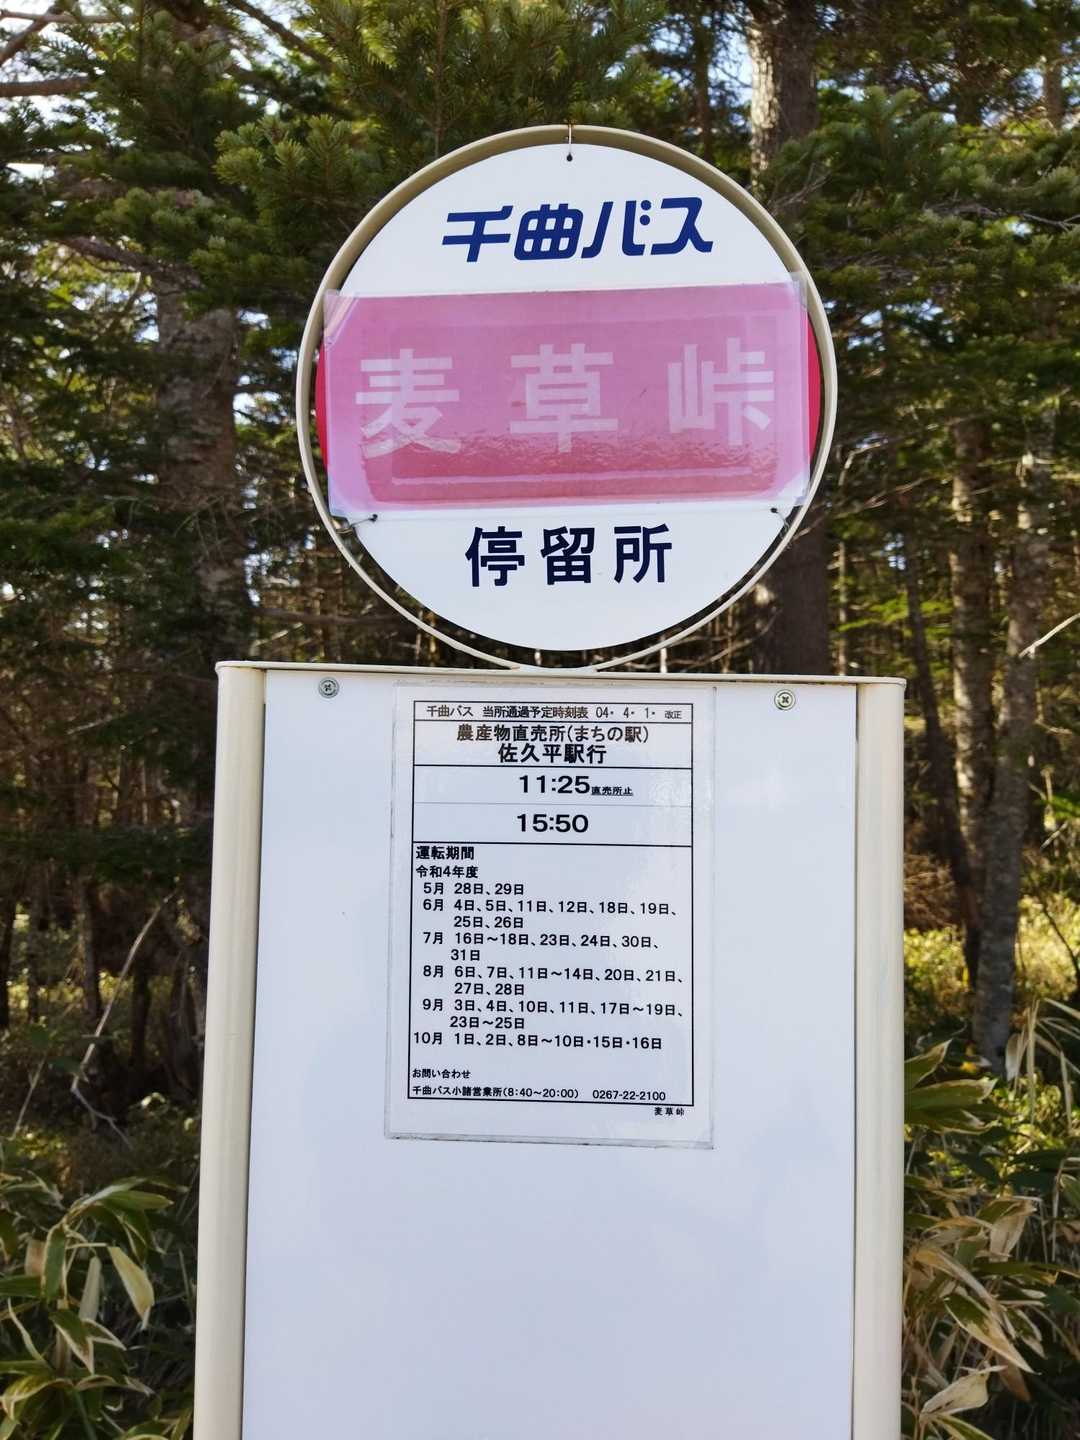 千曲バス
麦草峠
停留所
千曲バス 当所通過予定時刻表 04・4・1・改正
農産物直売所(まちの駅)
佐久平駅行
11:25直売所止
15:50
運転期間
令和4年度
5月 28日、29日
6月 4日、5日、11日、12日、18日、19日、
25日、26日
7月 16日～18日、23日、24日、30日、
31日
8月 6日、7日、11日～14日、20日、21日、
27日、28日
9月 3日、4日、10日、11日、17日～19日、
23日～25日
10月 1日、2日、8日～10日・15日・16日
お問い合わせ
千曲バス小諸営業所(8:40～20:00) 0267-22-2100
麦草峠